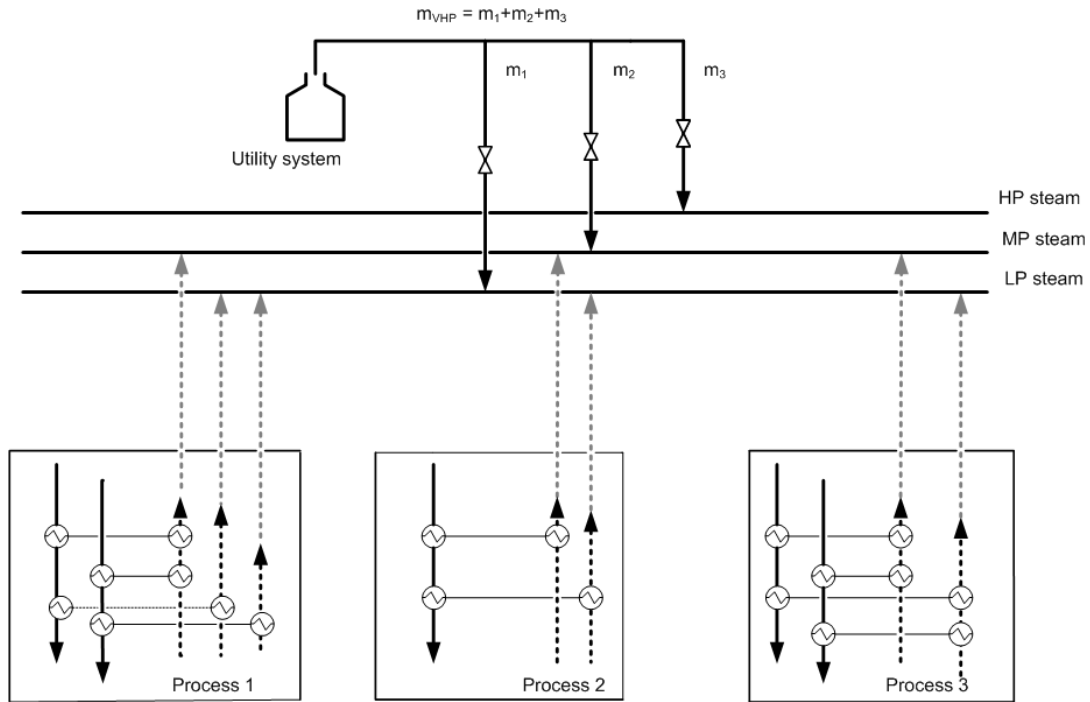 m_VHP = m_1+m_2+m_3
m_1
m_2
m_3
Utility system
HP steam
MP steam
LP steam
Process 1
Process 2
Process 3